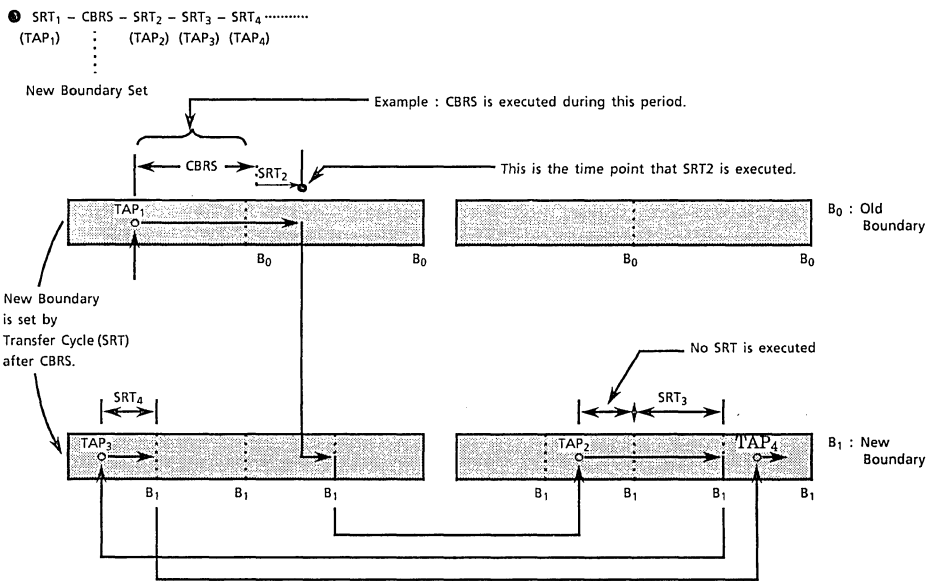 SRT1 – CBRS – SRT2 – SRT3 – SRT4 ············
(TAP1) (TAP2) (TAP3) (TAP4)
New Boundary Set
Example : CBRS is executed during this period.
CBRS
SRT2
This is the time point that SRT2 is executed.
TAP1
B0 : Old
Boundary
B0 B0 B0 B0
New Boundary
is set by
Transfer Cycle (SRT)
after CBRS.
No SRT is executed
SRT4
SRT3
TAP3
TAP2
TAP4
B1 : New
Boundary
B1 B1 B1 B1 B1 B1 B1